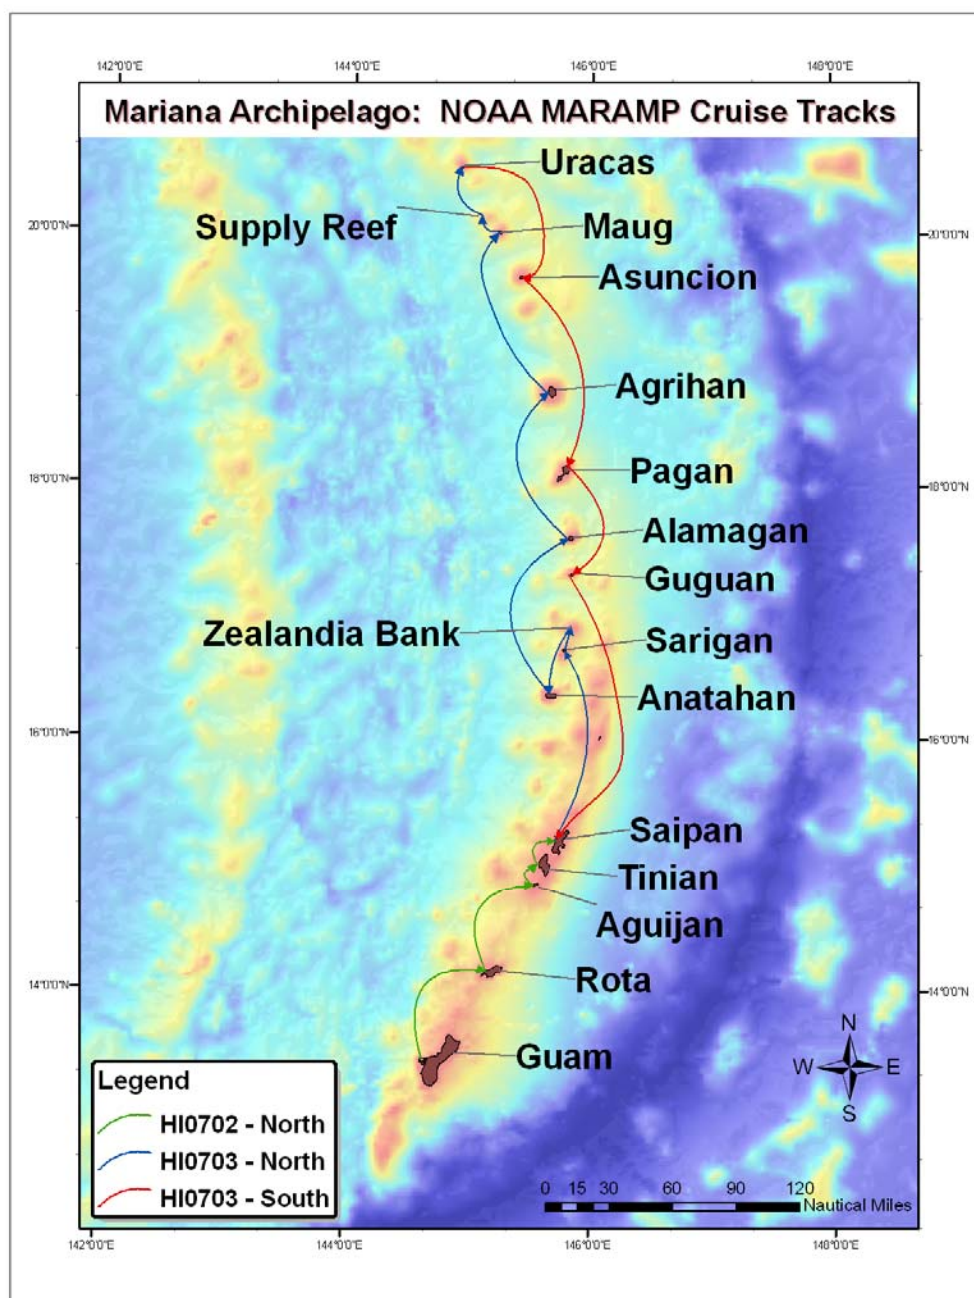 142°0'0"E 144°0'0"E 146°0'0"E 148°0'0"E
Mariana Archipelago: NOAA MARAMP Cruise Tracks
Uracas
Supply Reef
Maug
20°0'0"N
20°0'0"N
Asuncion
Agrihan
Pagan
18°0'0"N
18°0'0"N
Alamagan
Guguan
Zealandia Bank
Sarigan
Anatahan
16°0'0"N
16°0'0"N
Saipan
Tinian
Aguijan
Rota
14°0'0"N
14°0'0"N
Guam
N
W E
S
Legend
HI0702 - North
HI0703 - North
HI0703 - South
0 15 30 60 90 120
Nautical Miles
142°0'0"E 144°0'0"E 146°0'0"E 148°0'0"E